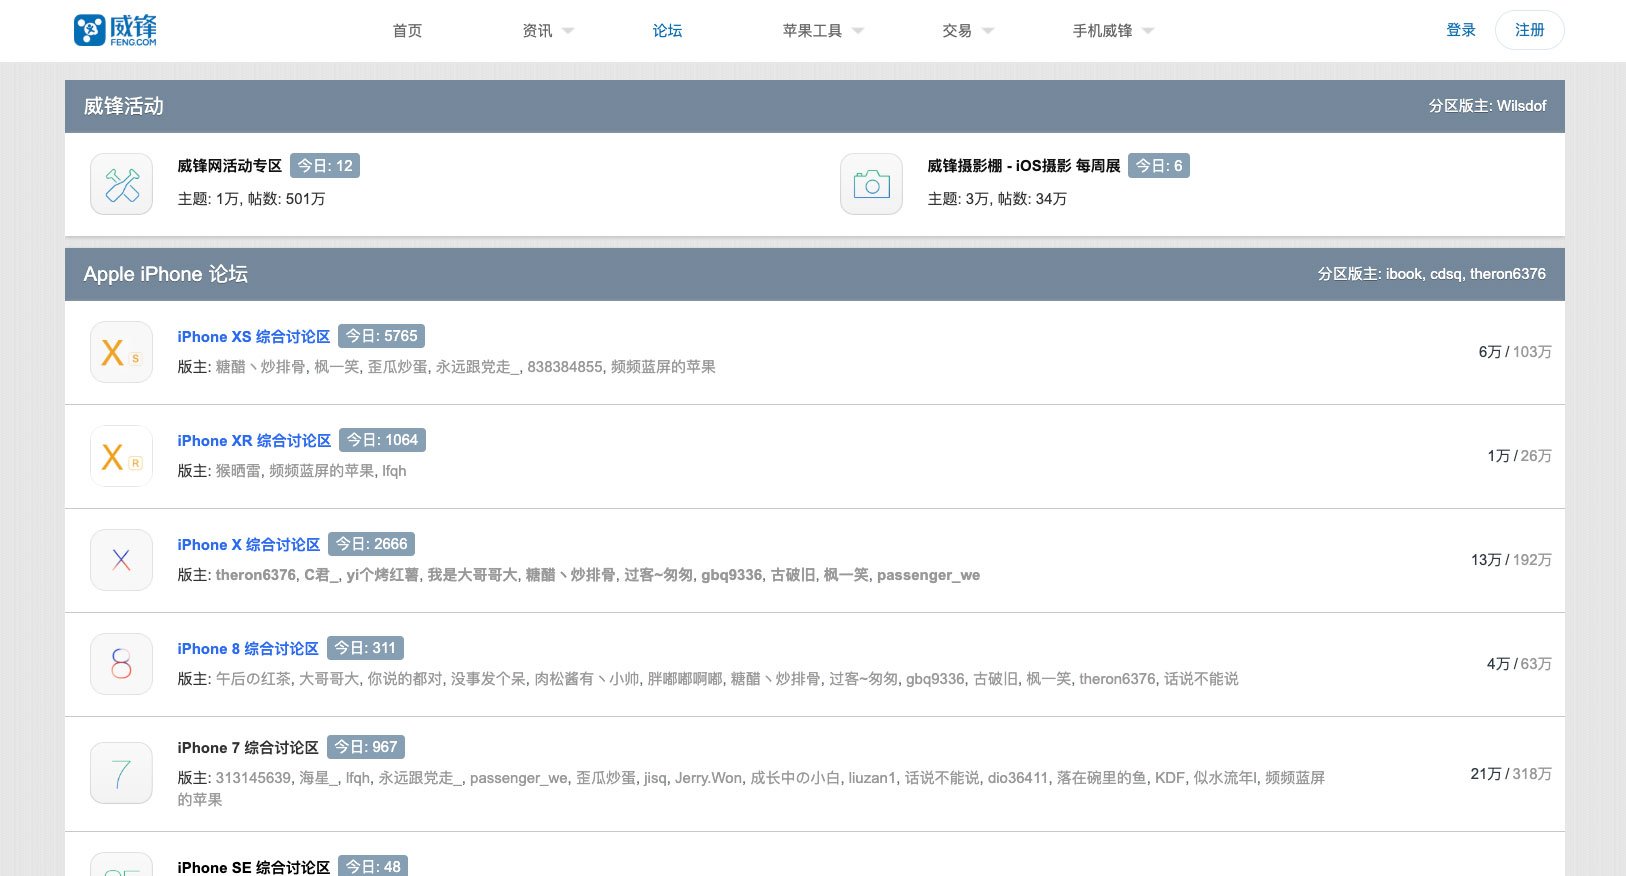 威锋
FENG.COM
首页
资讯
论坛
苹果工具
交易
手机威锋
登录
注册
威锋活动
分区版主: Wilsdof
威锋网活动专区 今日: 12
主题: 1万, 帖数: 501万
威锋摄影棚 - iOS摄影 每周展 今日: 6
主题: 3万, 帖数: 34万
Apple iPhone 论坛
分区版主: ibook, cdsq, theron6376
X S
iPhone XS 综合讨论区 今日: 5765
版主: 糖醋丶炒排骨, 枫一笑, 歪瓜炒蛋, 永远跟党走_, 838384855, 频频蓝屏的苹果
6万 / 103万
X R
iPhone XR 综合讨论区 今日: 1064
版主: 猴晒雷, 频频蓝屏的苹果, lfqh
1万 / 26万
X
iPhone X 综合讨论区 今日: 2666
版主: theron6376, C君_, yi个烤红薯, 我是大哥哥大, 糖醋丶炒排骨, 过客~匆匆, gbq9336, 古破旧, 枫一笑, passenger_we
13万 / 192万
8
iPhone 8 综合讨论区 今日: 311
版主: 午后の红茶, 大哥哥大, 你说的都对, 没事发个呆, 肉松酱有丶小帅, 胖嘟嘟啊嘟, 糖醋丶炒排骨, 过客~匆匆, gbq9336, 古破旧, 枫一笑, theron6376, 话说不能说
4万 / 63万
7
iPhone 7 综合讨论区 今日: 967
版主: 313145639, 海星_, lfqh, 永远跟党走_, passenger_we, 歪瓜炒蛋, jisq, Jerry.Won, 成长中の小白, liuzan1, 话说不能说, dio36411, 落在碗里的鱼, KDF, 似水流年l, 频频蓝屏
的苹果
21万 / 318万
SE
iPhone SE 综合讨论区 今日: 48